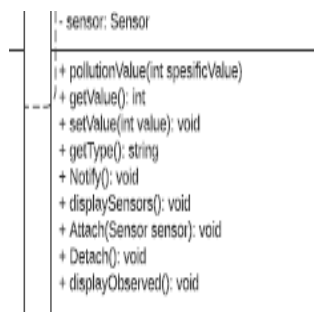 - sensor: Sensor
+ pollutionValue(int spesificValue)
+ getValue(): int
+ setValue(int value): void
+ getType(): string
+ Notify(): void
+ displaySensors(): void
+ Attach(Sensor sensor): void
+ Detach(): void
+ displayObserved(): void